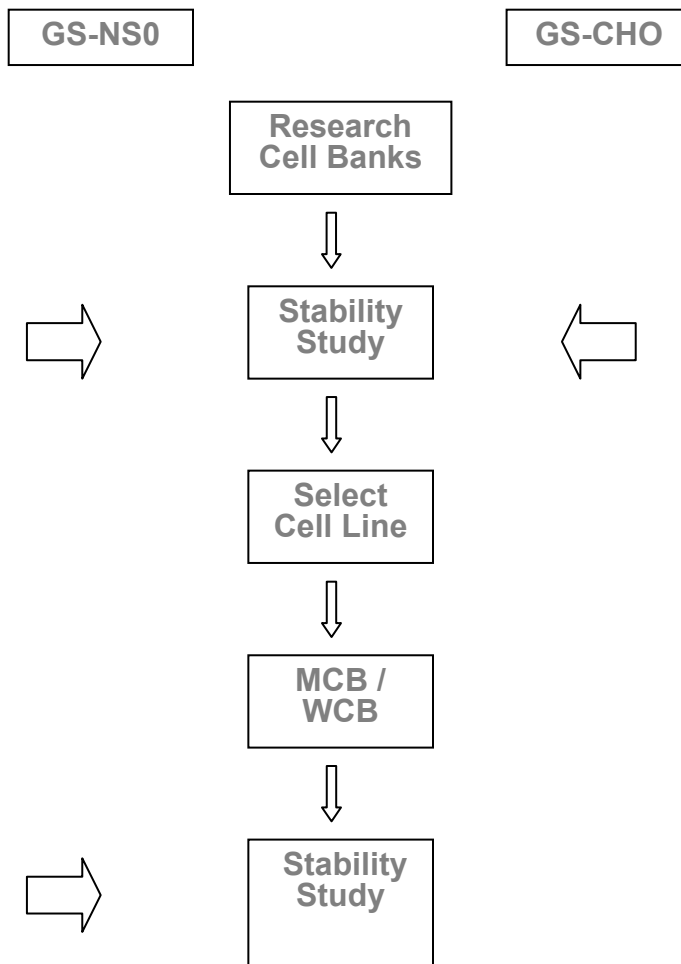 GS-NS0
GS-CHO
Research
Cell Banks
Stability
Study
Select
Cell Line
MCB /
WCB
Stability
Study